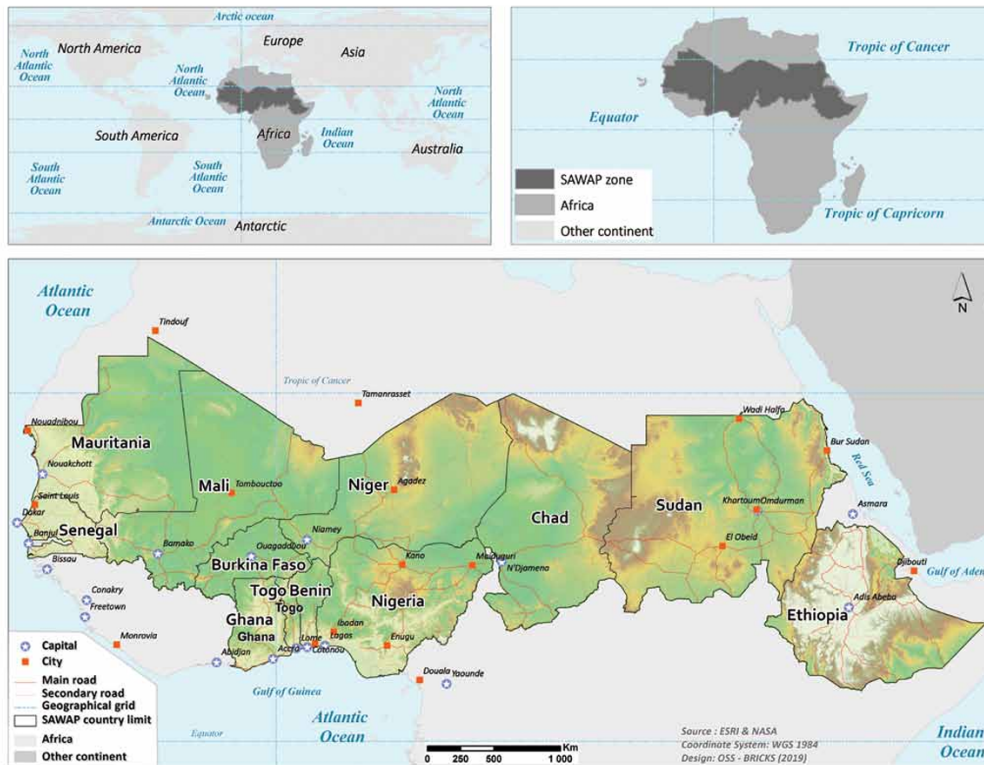 Arctic ocean
North America
Europe
Asia
North
Atlantic
Ocean
North
Atlantic
Ocean
North
Atlantic
Ocean
South America
Africa
Indian
Ocean
Australia
South
Atlantic
Ocean
South
Atlantic
Ocean
Antarctic Ocean
Antarctic
Tropic of Cancer
Equator
SAWAP zone
Africa
Other continent
Tropic of Capricorn
Atlantic
Ocean
N
Tindouf
Tropic of Cancer
Tamanrasset
Wadi Halfa
Nouadnibou
Mauritania
Bur Sudan
Red Sea
Nouakchott
Mali
Tombouctoo
Niger
Agadez
Saint Louis
Chad
Sudan
KhartoumOmdurman
Asmara
Dakar
Senegal
Niamey
Banjul
Bamako
Ouagaddbou
El Obeid
Bissau
Burkina Faso
Kano
Maiduguri
N'Djamena
Djibouti
Gulf of Aden
Conakry
Freetown
Togo Benin
Togo
Nigeria
Ethiopia
Adis Abeba
Ghana
Ghana
Ibadan
Lagas
Enugu
Monrovia
Abidjan
Accra
Lome
Cotonou
Douala
Yaounde
Gulf of Guinea
Atlantic
Ocean
Equator
Indian
Ocean
Capital
City
Main road
Secondary road
Geographical grid
SAWAP country limit
Africa
Other continent
0 500 1 000 Km
Source : ESRI & NASA
Coordinate System: WGS 1984
Design: OSS - BRICKS (2019)